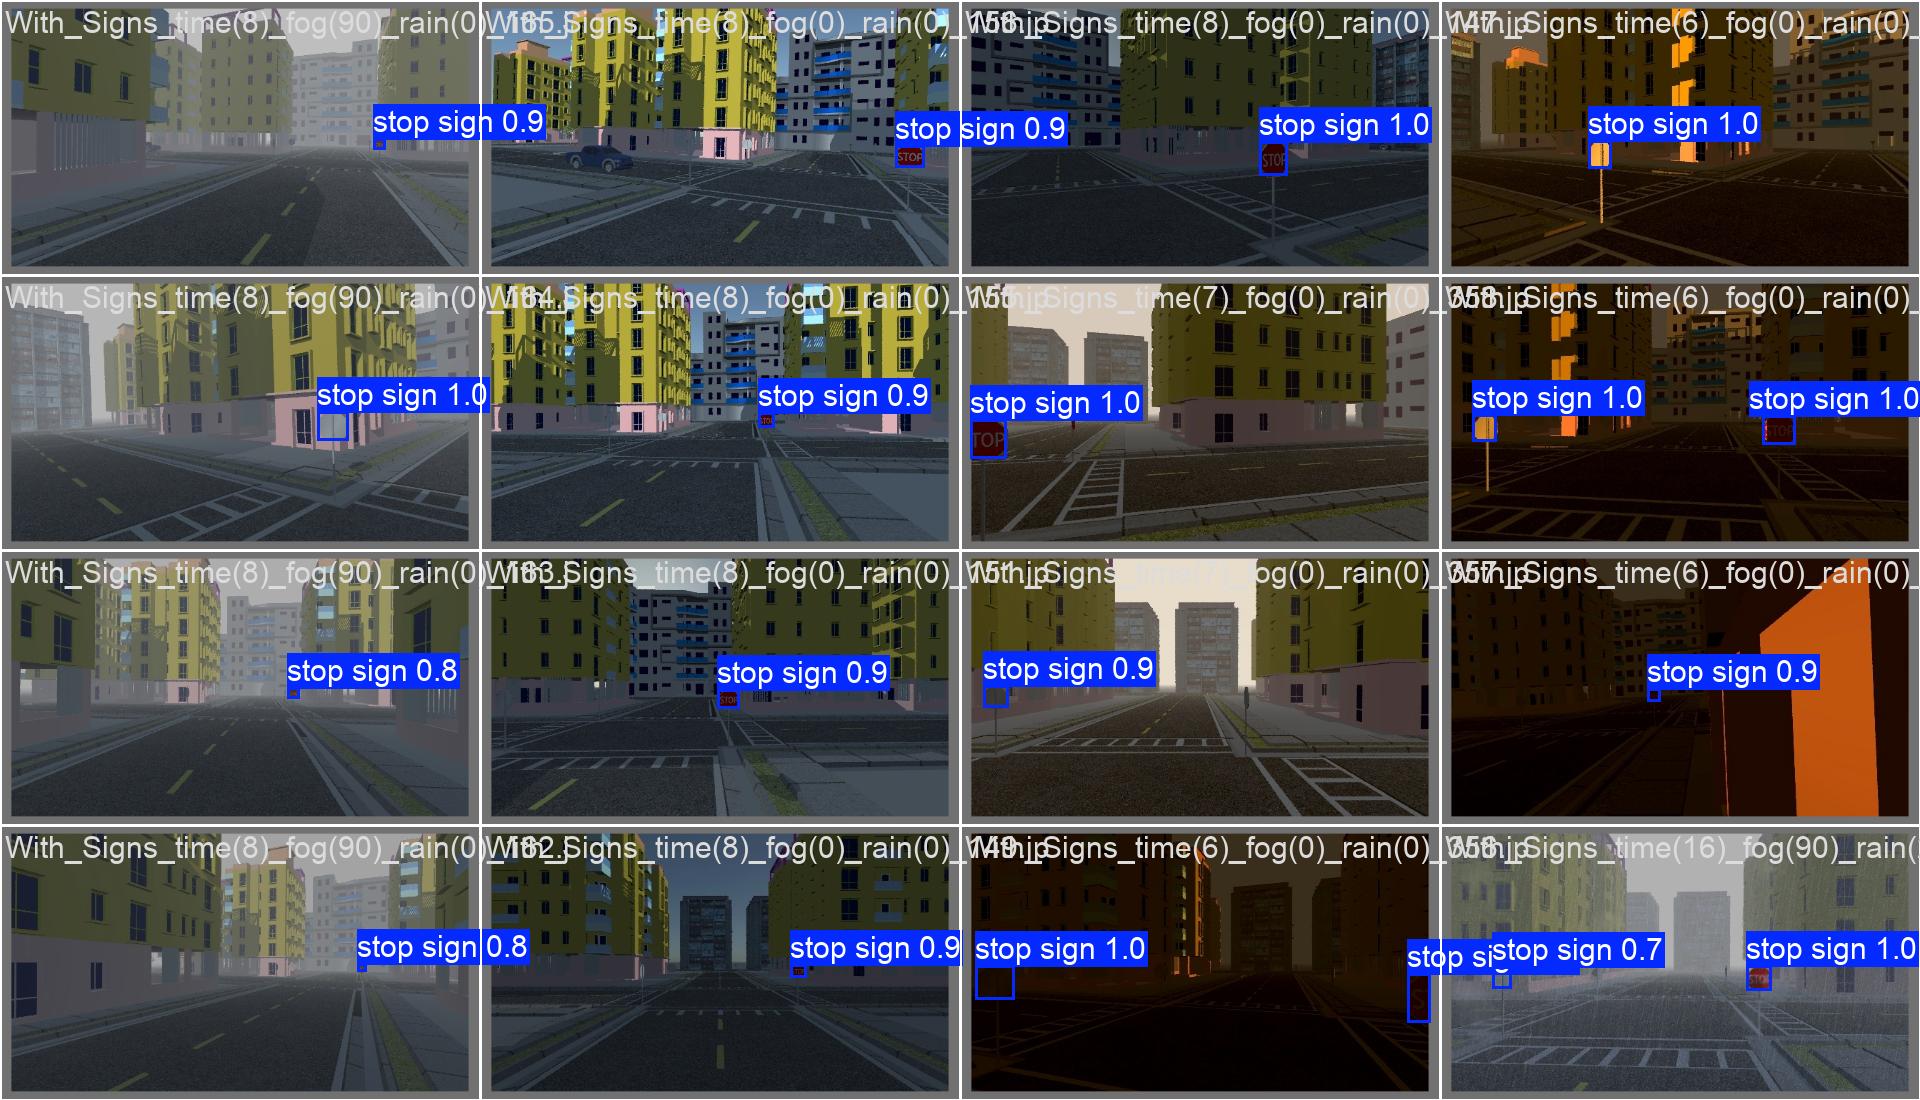 With_Signs_time(8)_fog(90)_rain(0)
Signs_time(8)_fog(0)_rain(0)
Signs_time(8)_fog(0)_rain(0)
Signs_time(6)_fog(0)_rain(0)_
stop sign 0.9
stop sign 0.9
STOP
stop sign 1.0
STOP
stop sign 1.0
With_Signs_time(8)_fog(90)_rain(0)
Signs_time(8)_fog(0)_rain(0)
Signs_time(7)_fog(0)_rain(0)
Signs_time(6)_fog(0)_rain(0)_
stop sign 1.0
stop sign 0.9
stop sign 1.0
TOP
stop sign 1.0
stop sign 1.0
STOP
With_Signs_time(8)_fog(90)_rain(0)
Signs_time(8)_fog(0)_rain(0)
Signs_time(7)_fog(0)_rain(0)
Signs_time(6)_fog(0)_rain(0)_
stop sign 0.8
stop sign 0.9
STOP
stop sign 0.9
stop sign 0.9
With_Signs_time(8)_fog(90)_rain(0)
Signs_time(8)_fog(0)_rain(0)
Signs_time(6)_fog(0)_rain(0)
Signs_time(16)_fog(90)_rain(
stop sign 0.8
stop sign 0.9
stop sign 1.0
stop si
stop sign 0.7
stop sign 1.0